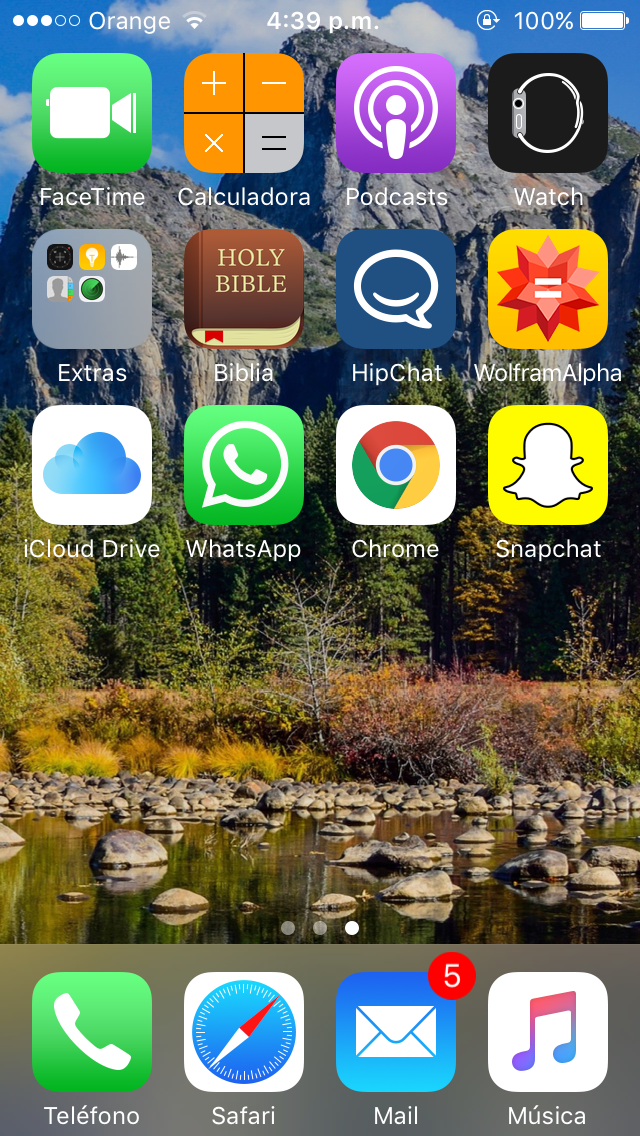 Orange 4:39 p.m. 100%
FaceTime Calculadora Podcasts Watch
HOLY
BIBLE
Extras Biblia HipChat WolframAlpha
iCloud Drive WhatsApp Chrome Snapchat
5
Teléfono Safari Mail Música